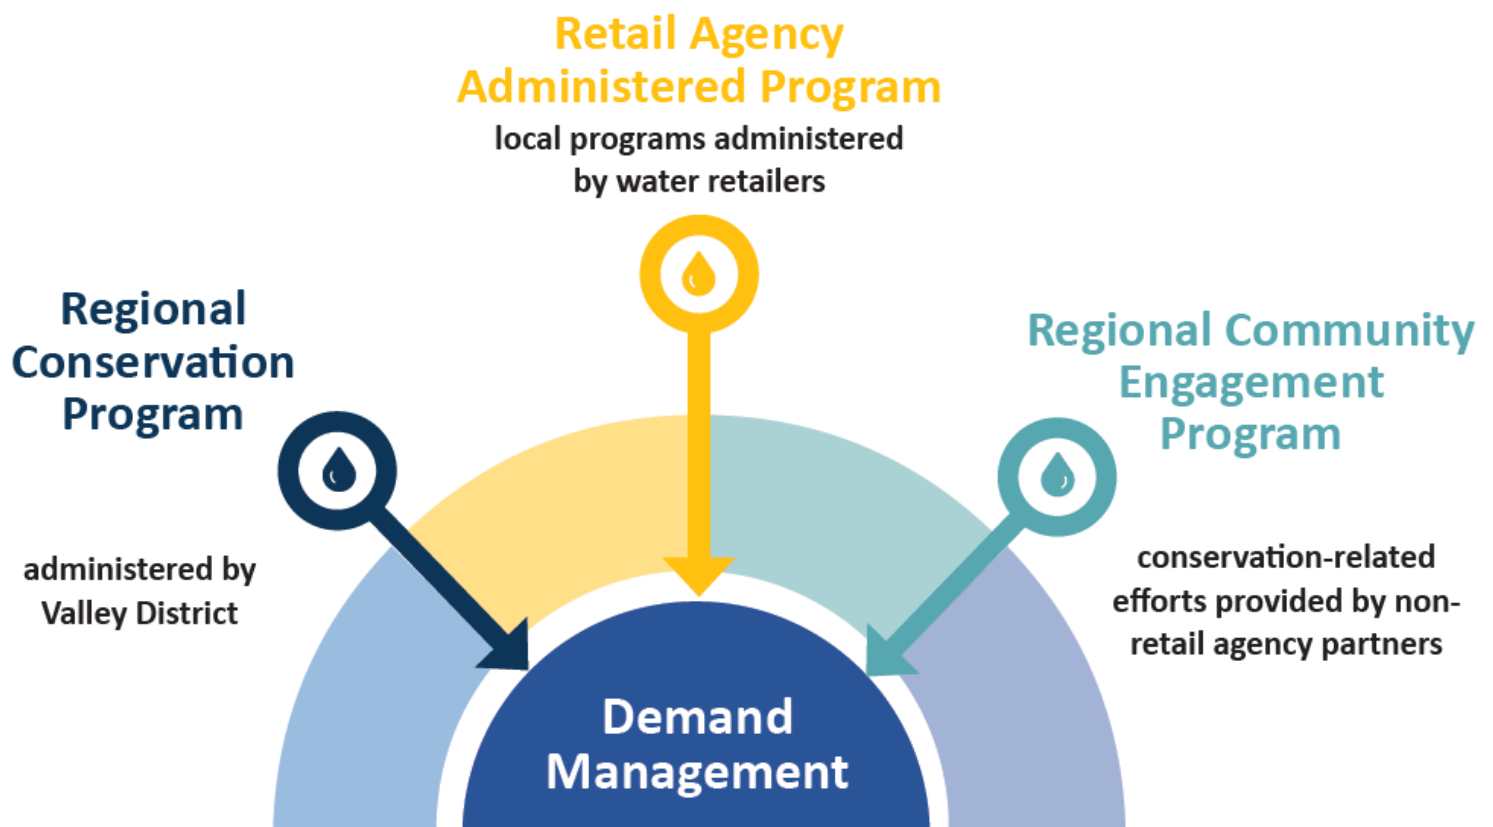 Retail Agency
Administered Program
local programs administered
by water retailers
Regional
Conservation
Program
administered by
Valley District
Regional Community
Engagement
Program
conservation-related
efforts provided by non-
retail agency partners
Demand
Management